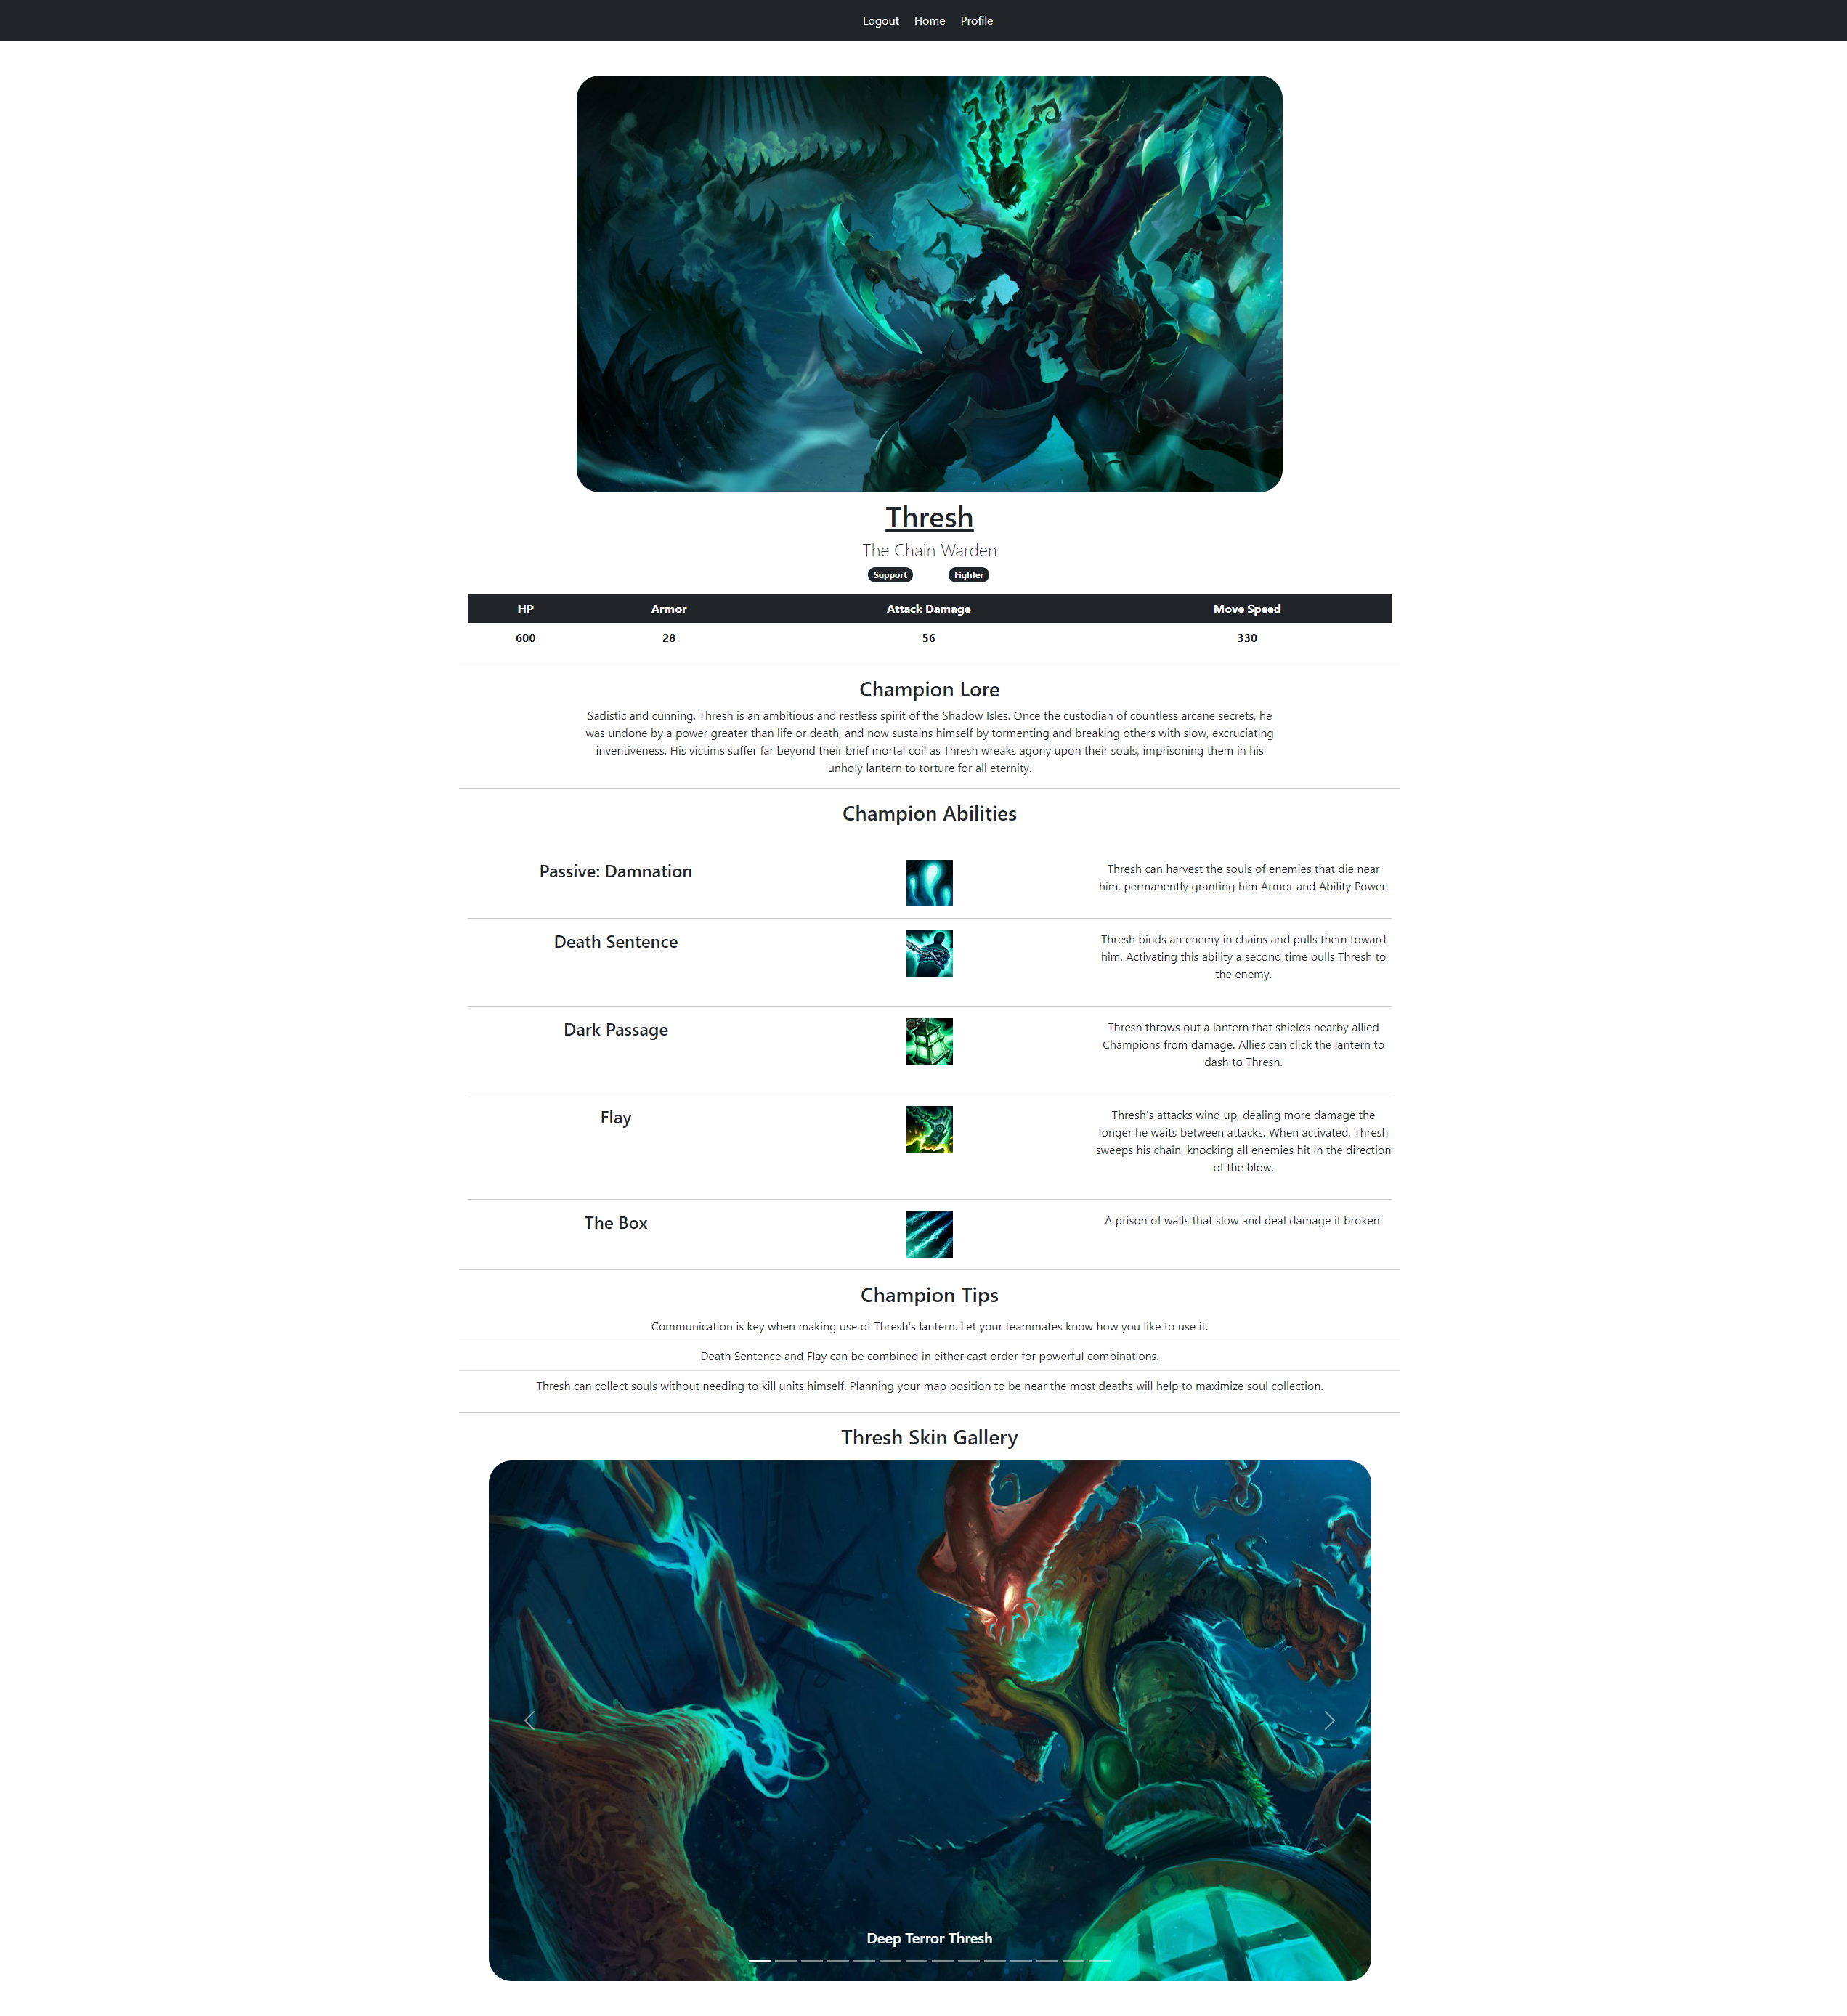 Logout Home Profile
Thresh
The Chain Warden
Support Fighter
HP Armor Attack Damage Move Speed
600 28 56 330
Champion Lore
Sadistic and cunning, Thresh is an ambitious and restless spirit of the Shadow Isles. Once the custodian of countless arcane secrets, he
was undone by a power greater than life or death, and now sustains himself by tormenting and breaking others with slow, excruciating
inventiveness. His victims suffer far beyond their brief mortal coil as Thresh wreaks agony upon their souls, imprisoning them in his
unholy lantern to torture for all eternity.
Champion Abilities
Passive: Damnation
Thresh can harvest the souls of enemies that die near
him, permanently granting him Armor and Ability Power.
Death Sentence
Thresh binds an enemy in chains and pulls them toward
him. Activating this ability a second time pulls Thresh to
the enemy.
Dark Passage
Thresh throws out a lantern that shields nearby allied
Champions from damage. Allies can click the lantern to
dash to Thresh.
Flay
Thresh's attacks wind up, dealing more damage the
longer he waits between attacks. When activated, Thresh
sweeps his chain, knocking all enemies hit in the direction
of the blow.
The Box
A prison of walls that slow and deal damage if broken.
Champion Tips
Communication is key when making use of Thresh's lantern. Let your teammates know how you like to use it.
Death Sentence and Flay can be combined in either cast order for powerful combinations.
Thresh can collect souls without needing to kill units himself. Planning your map position to be near the most deaths will help to maximize soul collection.
Thresh Skin Gallery
Deep Terror Thresh